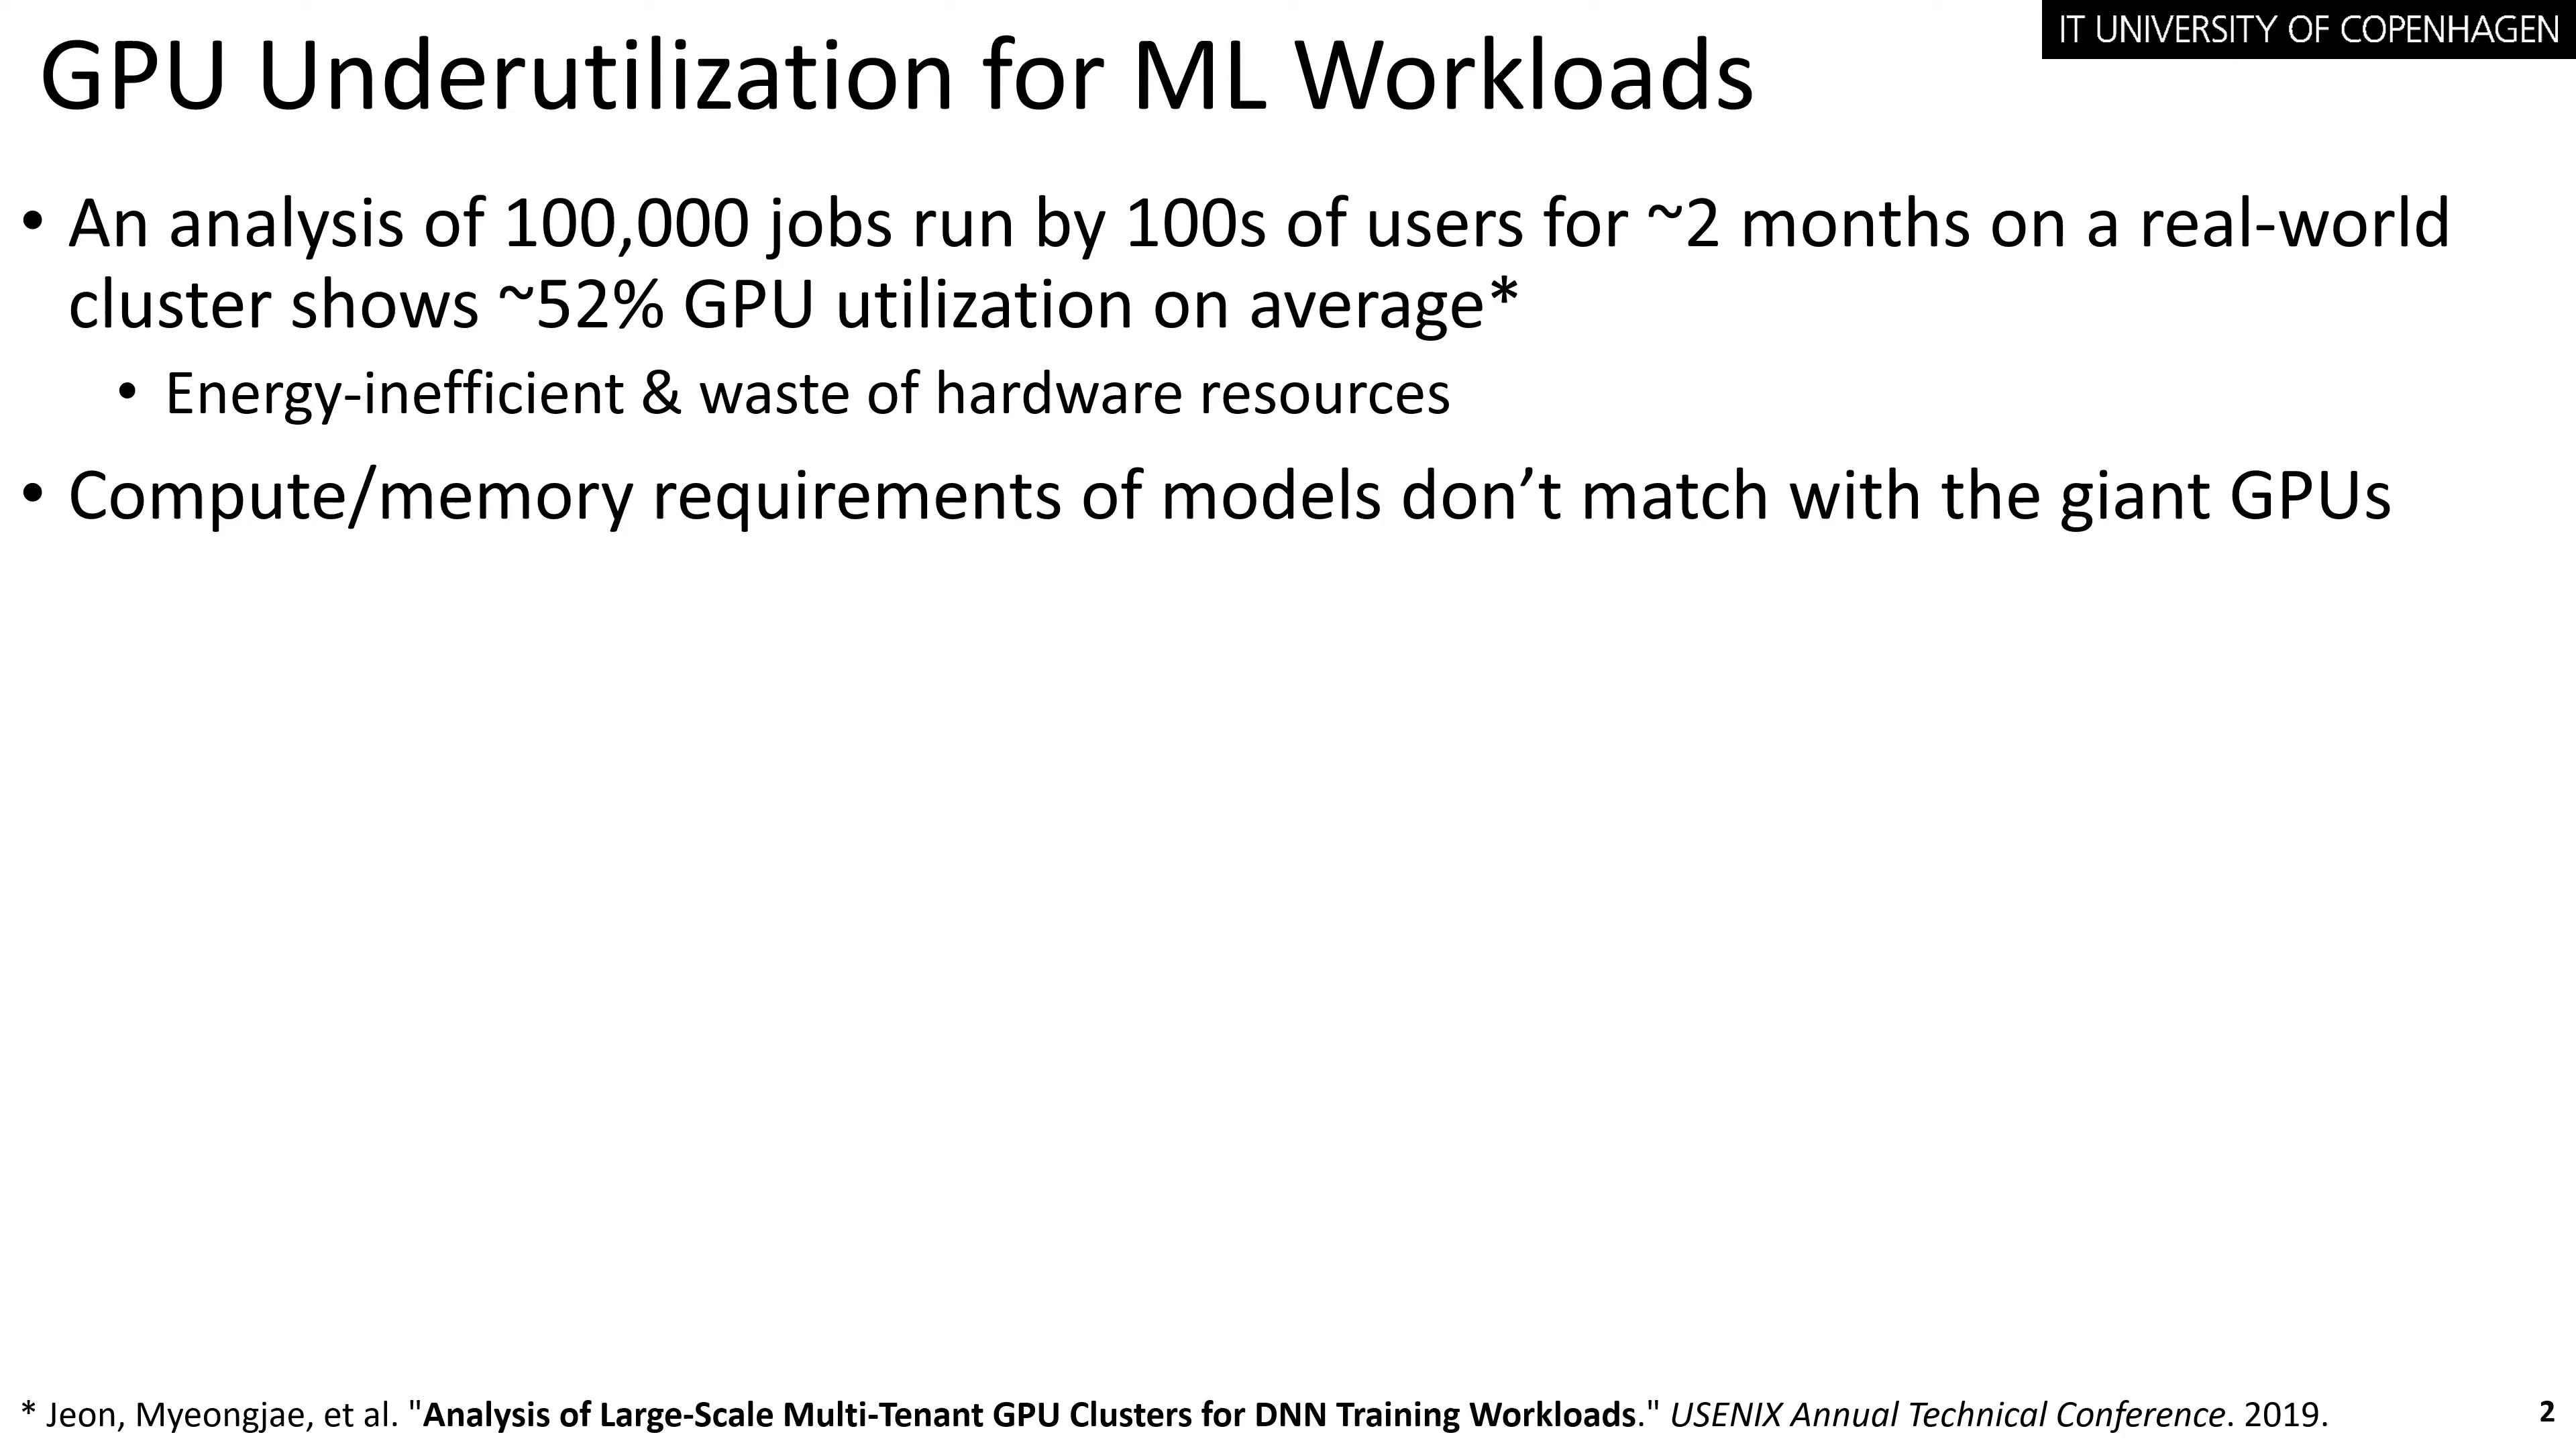 IT UNIVERSITY OF COPENHAGEN
GPU Underutilization for ML Workloads
• An analysis of 100,000 jobs run by 100s of users for ~2 months on a real-world
cluster shows ~52% GPU utilization on average*
• Energy-inefficient & waste of hardware resources
• Compute/memory requirements of models don’t match with the giant GPUs
* Jeon, Myeongjae, et al. "Analysis of Large-Scale Multi-Tenant GPU Clusters for DNN Training Workloads." USENIX Annual Technical Conference. 2019.
2